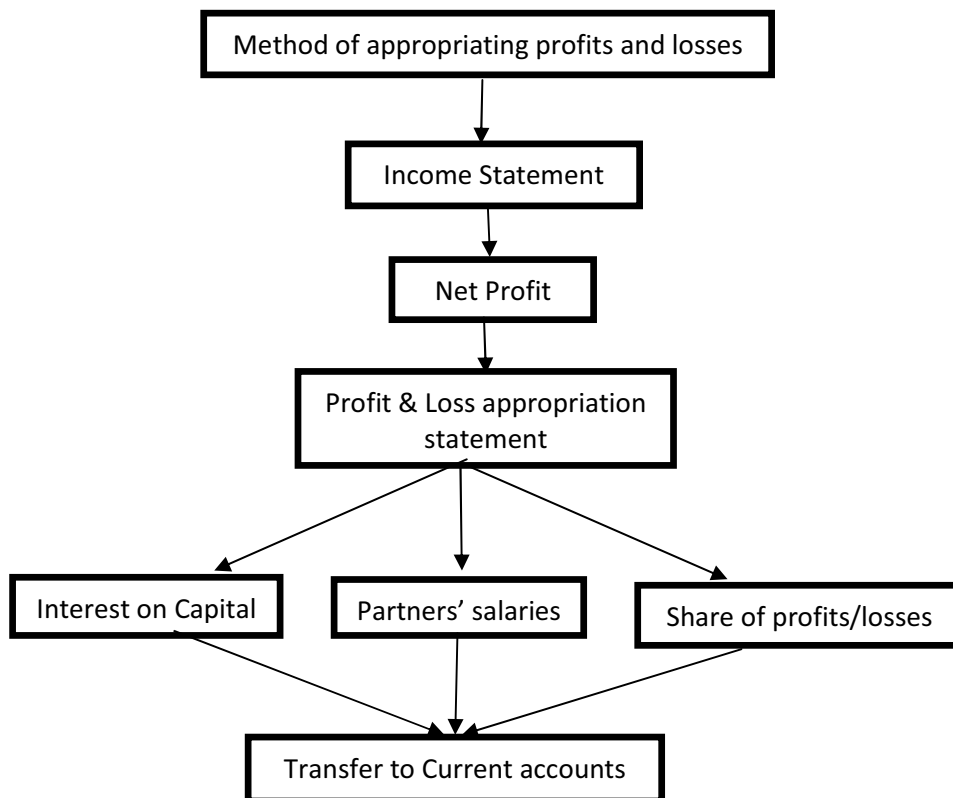 Method of appropriating profits and losses
Income Statement
Net Profit
Profit & Loss appropriation
statement
Interest on Capital
Partners’ salaries
Share of profits/losses
Transfer to Current accounts